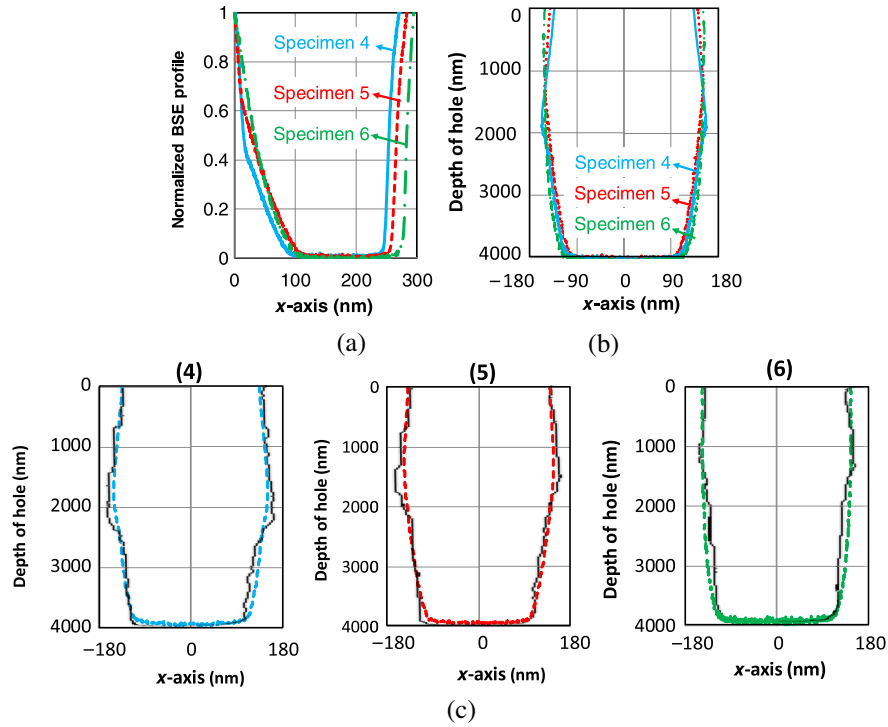 1
0.8
0.6
0.4
0.2
0
0 100 200 300
Normalized BSE profile
x-axis (nm)
Specimen 4
Specimen 5
Specimen 6
(a)
0
1000
2000
3000
4000
−180 −90 0 90 180
Depth of hole (nm)
x-axis (nm)
Specimen 4
Specimen 5
Specimen 6
(b)
(4)
0
1000
2000
3000
4000
−180 0 180
Depth of hole (nm)
x-axis (nm)
(5)
0
1000
2000
3000
4000
−180 0 180
Depth of hole (nm)
x-axis (nm)
(6)
0
1000
2000
3000
4000
−180 0 180
Depth of hole (nm)
x-axis (nm)
(c)